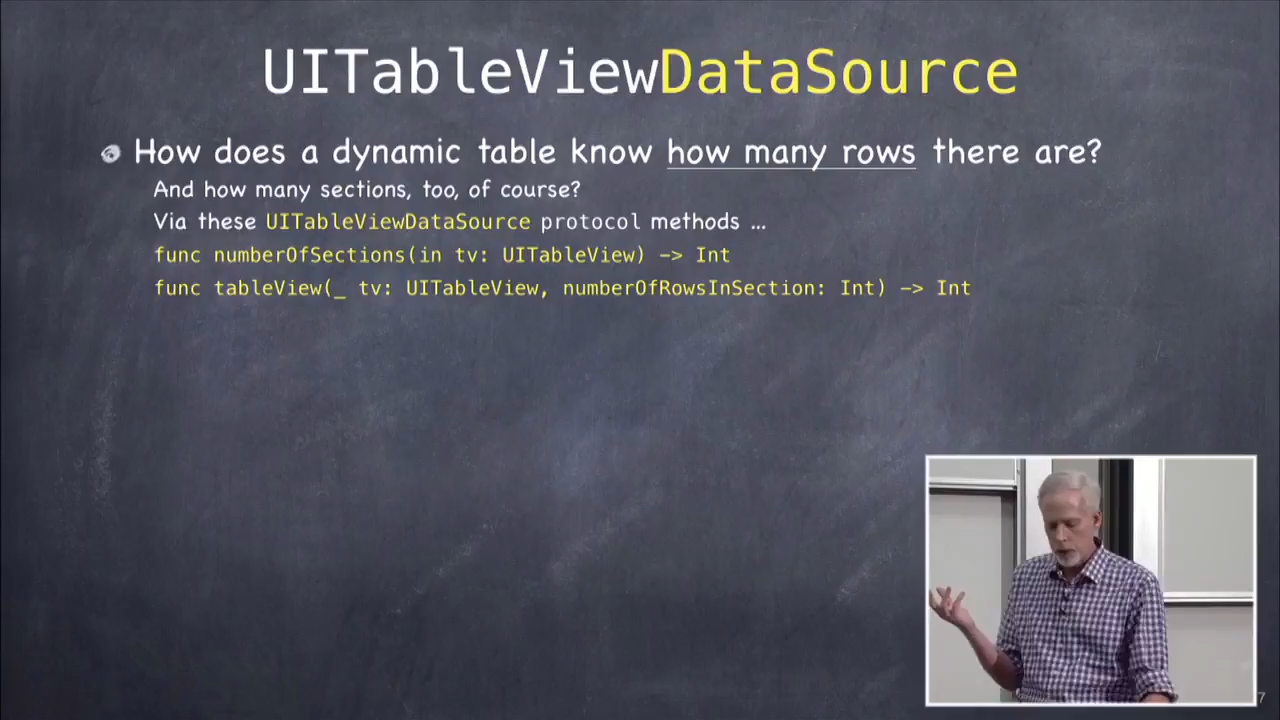 UITableViewDataSource
How does a dynamic table know how many rows there are?
And how many sections, too, of course?
Via these UITableViewDataSource protocol methods ...
func numberOfSections(in tv: UITableView) -> Int
func tableView(_ tv: UITableView, numberOfRowsInSection: Int) -> Int
7